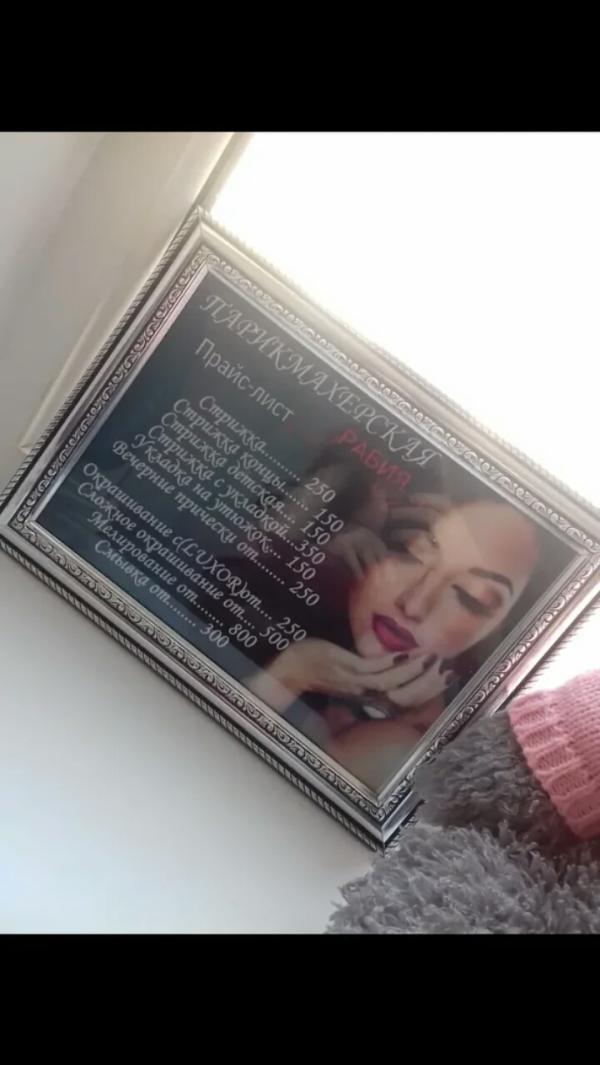 ПАРИКМАХЕРСКАЯ
Прайс-лист
РАБИЯ
Стрижка......... 250
Стрижка концы...... 150
Стрижка детская... 150
Стрижка с укладкой...350
Укладка на утюжок... 150
Вечерние прически от........ 250
Окрашивание с(LUXOR)от.... 250
Сложное окрашивание от.... 500
Мелирование от........ 800
Смывка от........ 300